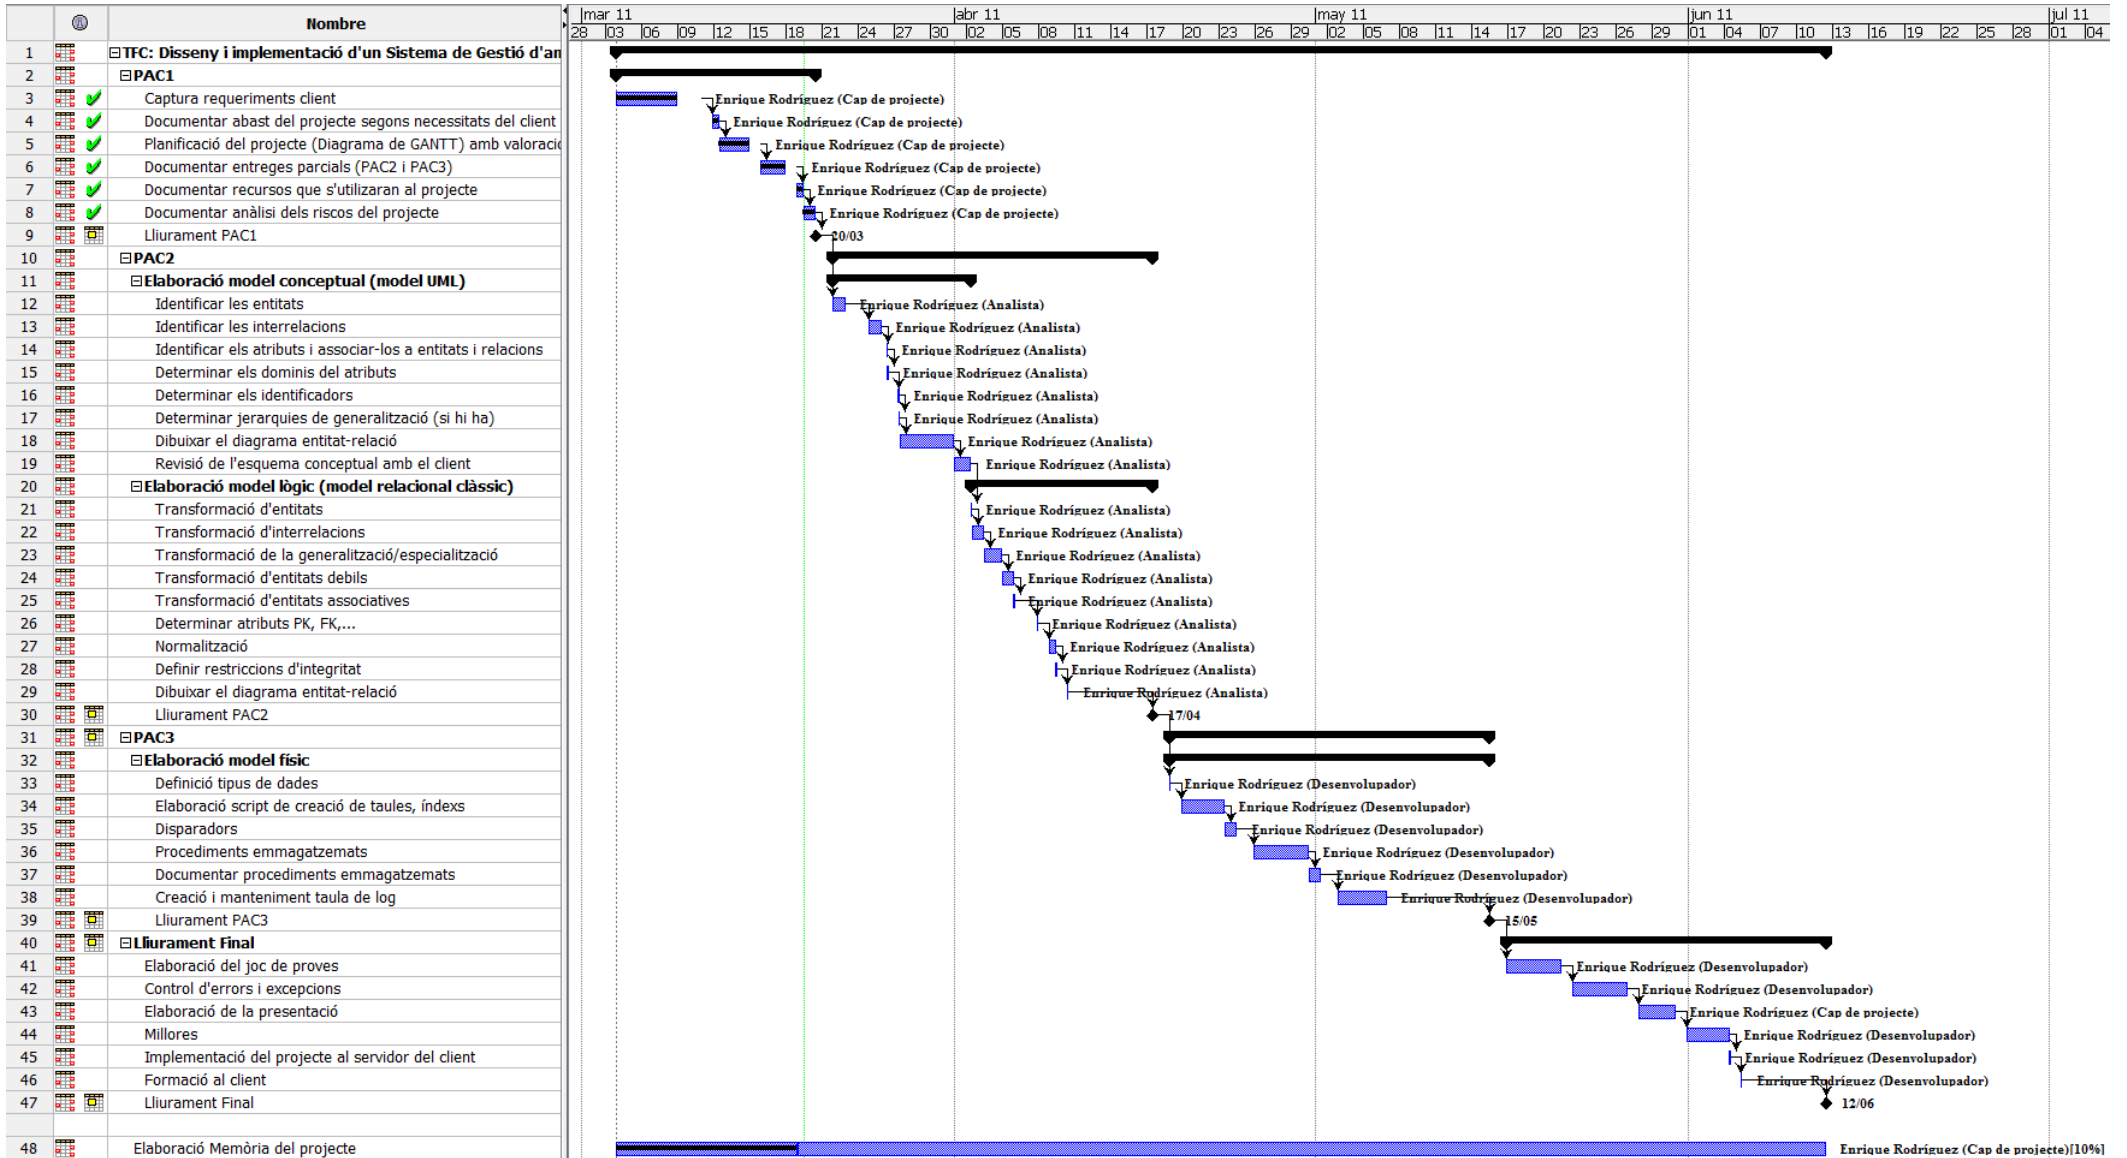 Nombre
mar 11 abr 11 may 11 jun 11 jul 11
28 03 06 09 12 15 18 21 24 27 30 02 05 08 11 14 17 20 23 26 29 02 05 08 11 14 17 20 23 26 29 01 04 07 10 13 16 19 22 25 28 01 04
1 TFC: Disseny i implementació d'un Sistema de Gestió d'an
2 PAC1
3 Captura requeriments client Enrique Rodríguez (Cap de projecte)
4 Documentar abast del projecte segons necessitats del client Enrique Rodríguez (Cap de projecte)
5 Planificació del projecte (Diagrama de GANTT) amb valoració Enrique Rodríguez (Cap de projecte)
6 Documentar entreges parcials (PAC2 i PAC3) Enrique Rodríguez (Cap de projecte)
7 Documentar recursos que s'utilitzaran al projecte Enrique Rodríguez (Cap de projecte)
8 Documentar anàlisi dels riscos del projecte Enrique Rodríguez (Cap de projecte)
9 Lliurament PAC1 20/03
10 PAC2
11 Elaboració model conceptual (model UML)
12 Identificar les entitats Enrique Rodríguez (Analista)
13 Identificar les interrelacions Enrique Rodríguez (Analista)
14 Identificar els atributs i associar-los a entitats i relacions Enrique Rodríguez (Analista)
15 Determinar els dominis del atributs Enrique Rodríguez (Analista)
16 Determinar els identificadors Enrique Rodríguez (Analista)
17 Determinar jerarquies de generalització (si hi ha) Enrique Rodríguez (Analista)
18 Dibuixar el diagrama entitat-relació Enrique Rodríguez (Analista)
19 Revisió de l'esquema conceptual amb el client Enrique Rodríguez (Analista)
20 Elaboració model lògic (model relacional clàssic)
21 Transformació d'entitats Enrique Rodríguez (Analista)
22 Transformació d'interrelacions Enrique Rodríguez (Analista)
23 Transformació de la generalització/especialització Enrique Rodríguez (Analista)
24 Transformació d'entitats debils Enrique Rodríguez (Analista)
25 Transformació d'entitats associatives Enrique Rodríguez (Analista)
26 Determinar atributs PK, FK,... Enrique Rodríguez (Analista)
27 Normalització Enrique Rodríguez (Analista)
28 Definir restriccions d'integritat Enrique Rodríguez (Analista)
29 Dibuixar el diagrama entitat-relació Enrique Rodríguez (Analista)
30 Lliurament PAC2 17/04
31 PAC3
32 Elaboració model físic
33 Definició tipus de dades Enrique Rodríguez (Desenvolupador)
34 Elaboració script de creació de taules, índexs Enrique Rodríguez (Desenvolupador)
35 Disparadors Enrique Rodríguez (Desenvolupador)
36 Procediments emmagatzemats Enrique Rodríguez (Desenvolupador)
37 Documentar procediments emmagatzemats Enrique Rodríguez (Desenvolupador)
38 Creació i manteniment taula de log Enrique Rodríguez (Desenvolupador)
39 Lliurament PAC3 15/05
40 Lliurament Final
41 Elaboració del joc de proves Enrique Rodríguez (Desenvolupador)
42 Control d'errors i excepcions Enrique Rodríguez (Desenvolupador)
43 Elaboració de la presentació Enrique Rodríguez (Cap de projecte)
44 Millores Enrique Rodríguez (Desenvolupador)
45 Implementació del projecte al servidor del client Enrique Rodríguez (Desenvolupador)
46 Formació al client Enrique Rodríguez (Desenvolupador)
47 Lliurament Final 12/06
48 Elaboració Memòria del projecte Enrique Rodríguez (Cap de projecte)[10%]